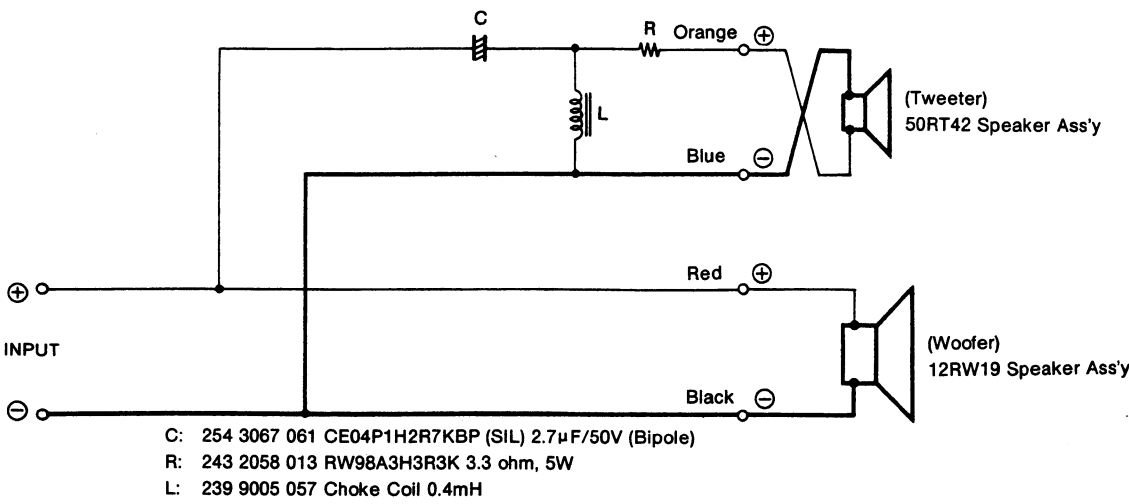 C
R
Orange
⊕
(Tweeter)
50RT42 Speaker Ass'y
L
Blue
⊖
Red
⊕
⊕
INPUT
(Woofer)
12RW19 Speaker Ass'y
⊖
Black
⊖
C: 254 3067 061 CE04P1H2R7KBP (SIL) 2.7μF/50V (Bipole)
R: 243 2058 013 RW98A3H3R3K 3.3 ohm, 5W
L: 239 9005 057 Choke Coil 0.4mH